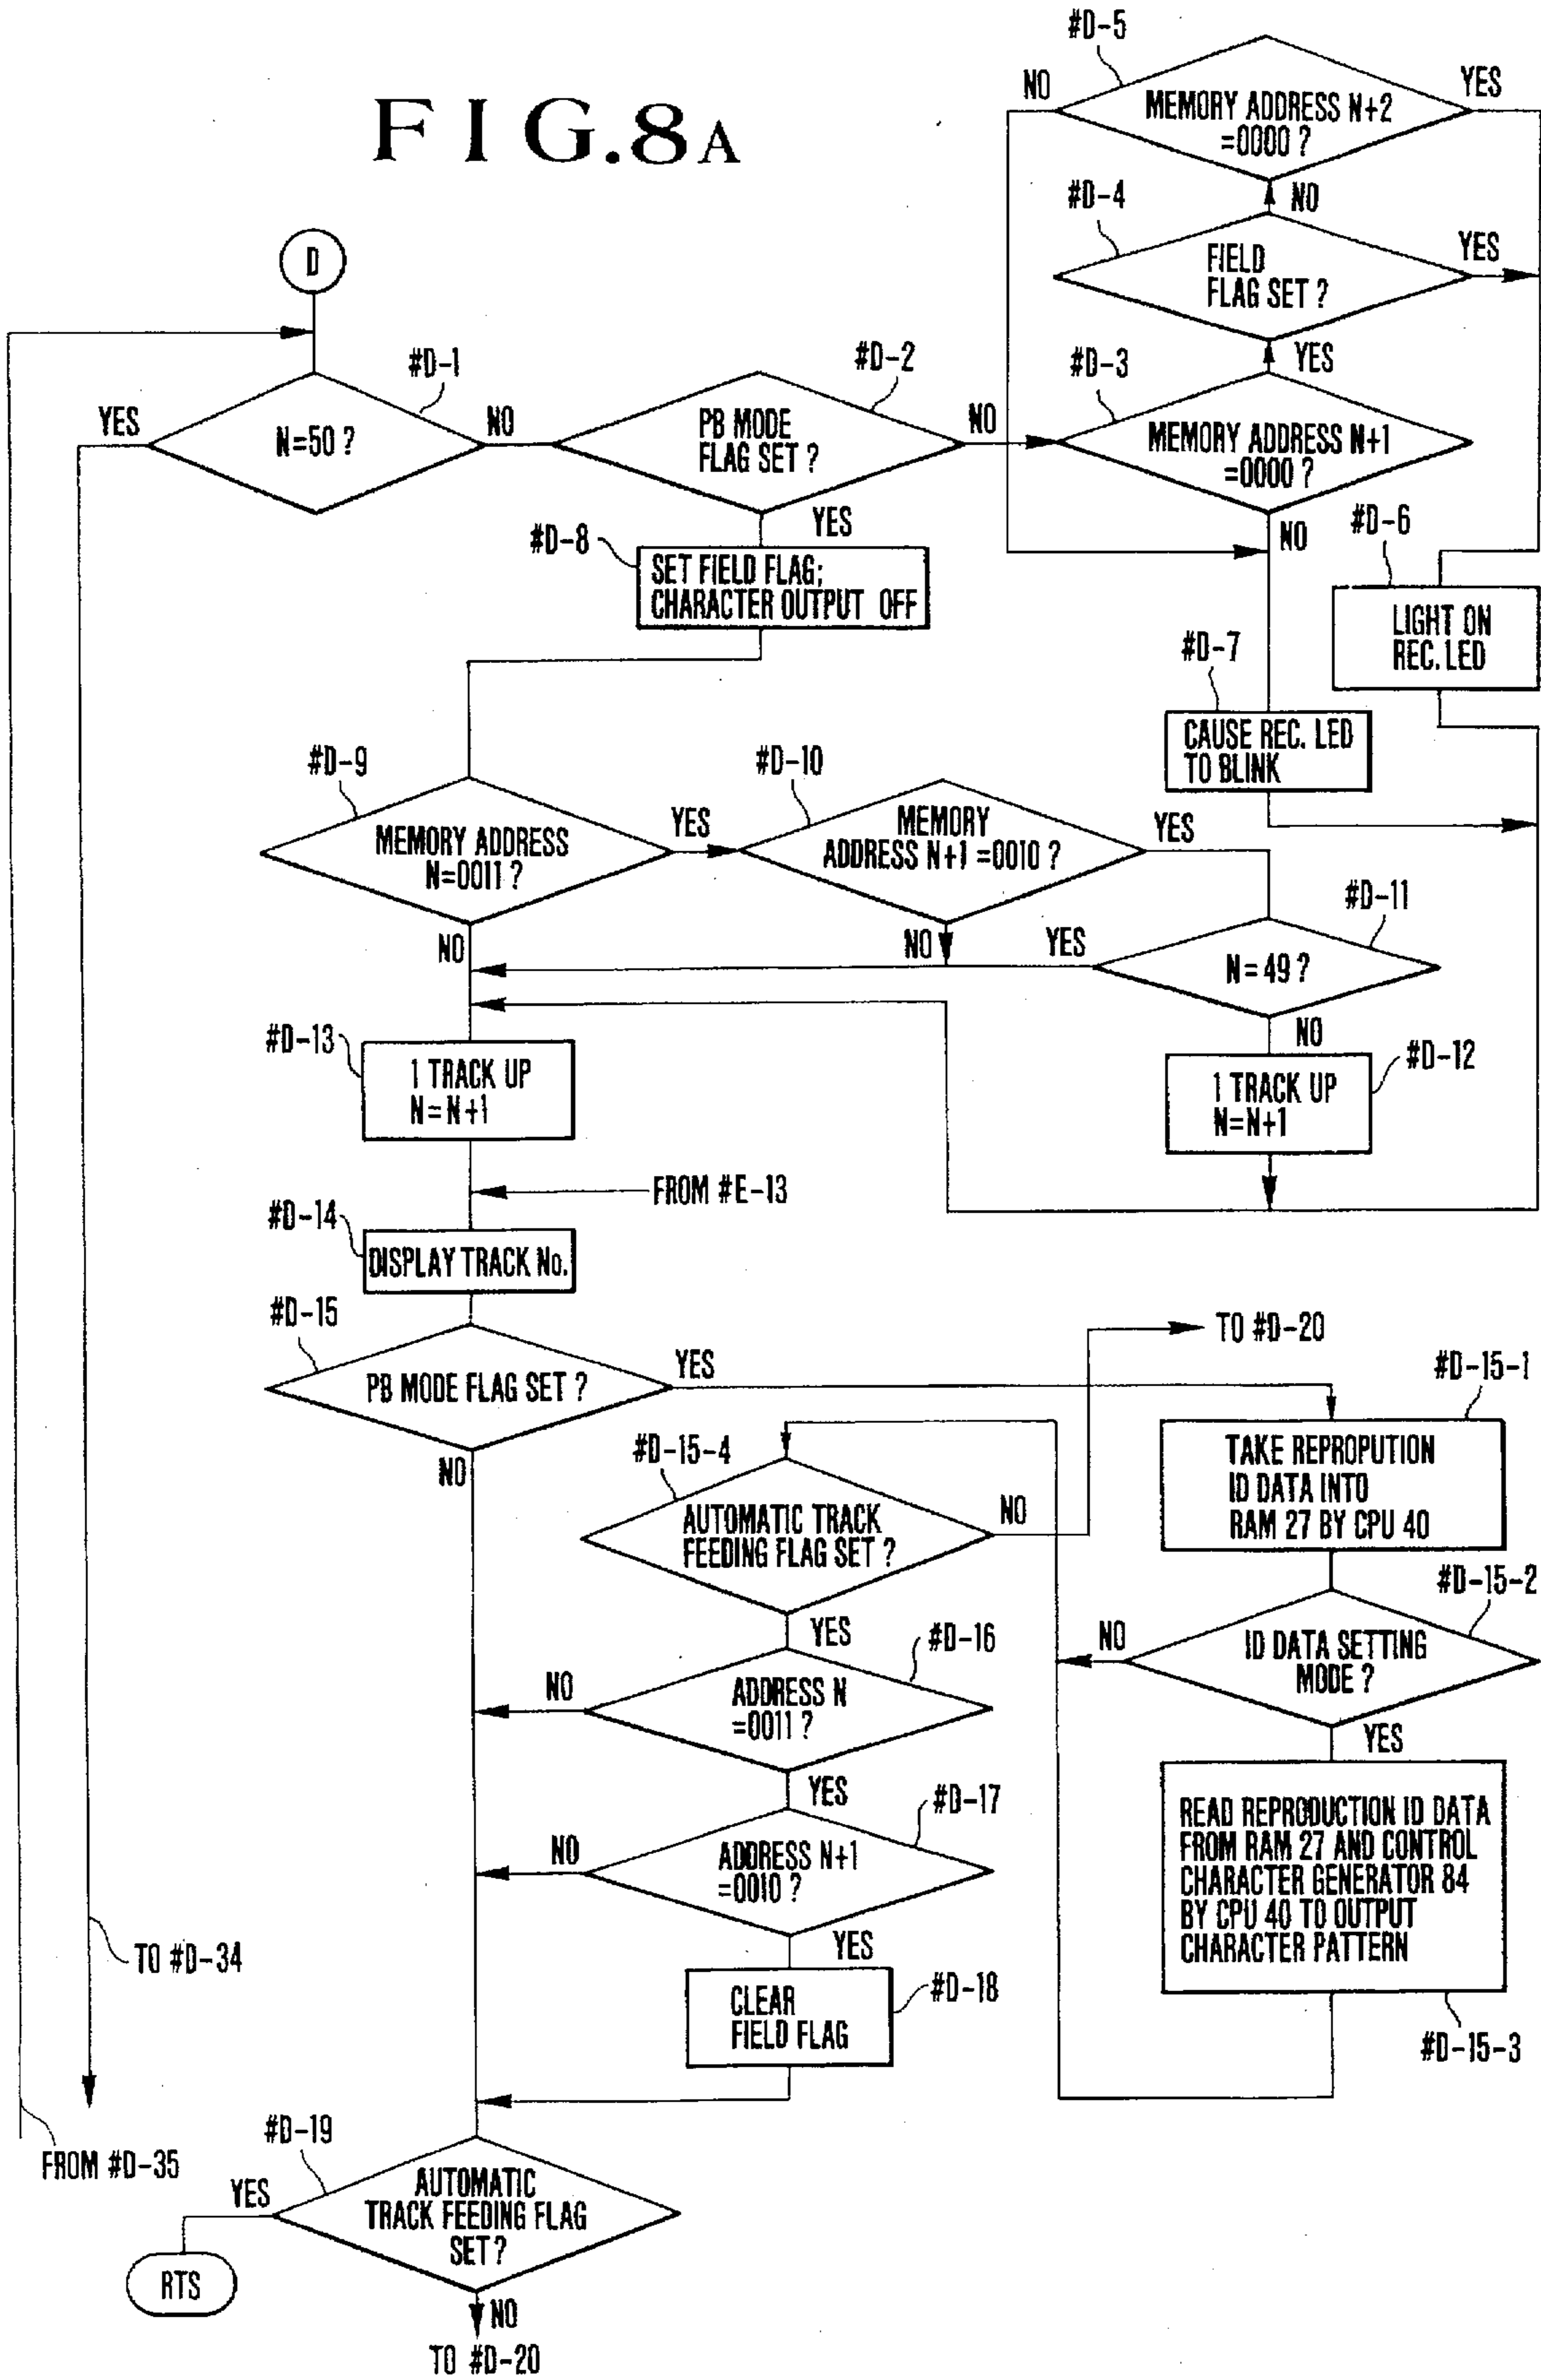 FIG.8A
D
#D-1
N=50 ?
YES
NO
#D-2
PB MODE
FLAG SET ?
NO
YES
#D-3
MEMORY ADDRESS N+1
=0000 ?
YES
NO
#D-4
FIELD
FLAG SET ?
YES
NO
#D-5
MEMORY ADDRESS N+2
=0000 ?
NO
YES
#D-6
LIGHT ON
REC. LED
#D-7
CAUSE REC. LED
TO BLINK
#D-8
SET FIELD FLAG;
CHARACTER OUTPUT OFF
#D-9
MEMORY ADDRESS
N=0011 ?
YES
NO
#D-10
MEMORY
ADDRESS N+1 =0010 ?
YES
NO
#D-11
N=49 ?
YES
NO
#D-12
1 TRACK UP
N=N+1
#D-13
1 TRACK UP
N=N+1
FROM #E-13
#D-14
DISPLAY TRACK No.
#D-15
PB MODE FLAG SET ?
YES
NO
TO #D-20
#D-15-1
TAKE REPROPUTION
ID DATA INTO
RAM 27 BY CPU 40
#D-15-2
ID DATA SETTING
MODE ?
NO
YES
READ REPRODUCTION ID DATA
FROM RAM 27 AND CONTROL
CHARACTER GENERATOR 84
BY CPU 40 TO OUTPUT
CHARACTER PATTERN
#D-15-3
#D-15-4
AUTOMATIC TRACK
FEEDING FLAG SET ?
NO
YES
#D-16
ADDRESS N
=0011 ?
NO
YES
#D-17
ADDRESS N+1
=0010 ?
NO
YES
#D-18
CLEAR
FIELD FLAG
TO #D-34
FROM #D-35
#D-19
AUTOMATIC
TRACK FEEDING FLAG
SET ?
YES
RTS
NO
TO #D-20